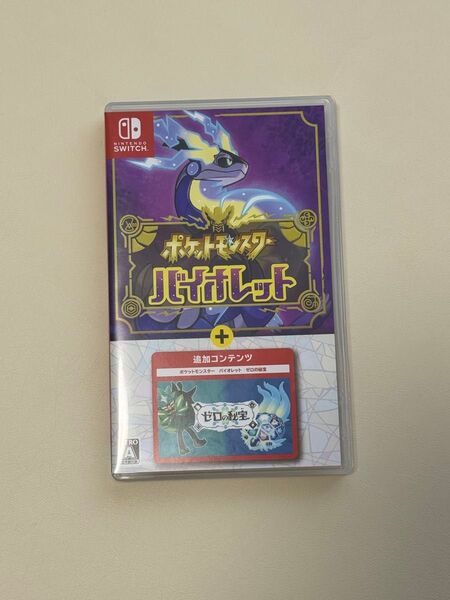 NINTENDO
SWITCH
ポケットモンスター
バイオレット
+
追加コンテンツ
ポケットモンスター バイオレット ゼロの秘宝
ゼロの秘宝
A